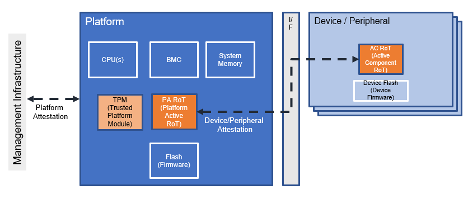 Management Infrastructure
Platform
Attestation
Platform
CPU(s)
BMC
System
Memory
TPM
(Trusted
Platform
Module)
PA RoT
(Platform
Active
RoT)
Device/Peripheral
Attestation
Flash
(Firmware)
I/F
Device / Peripheral
AC RoT
(Active
Component
RoT)
Device Flash
(Device
Firmware)